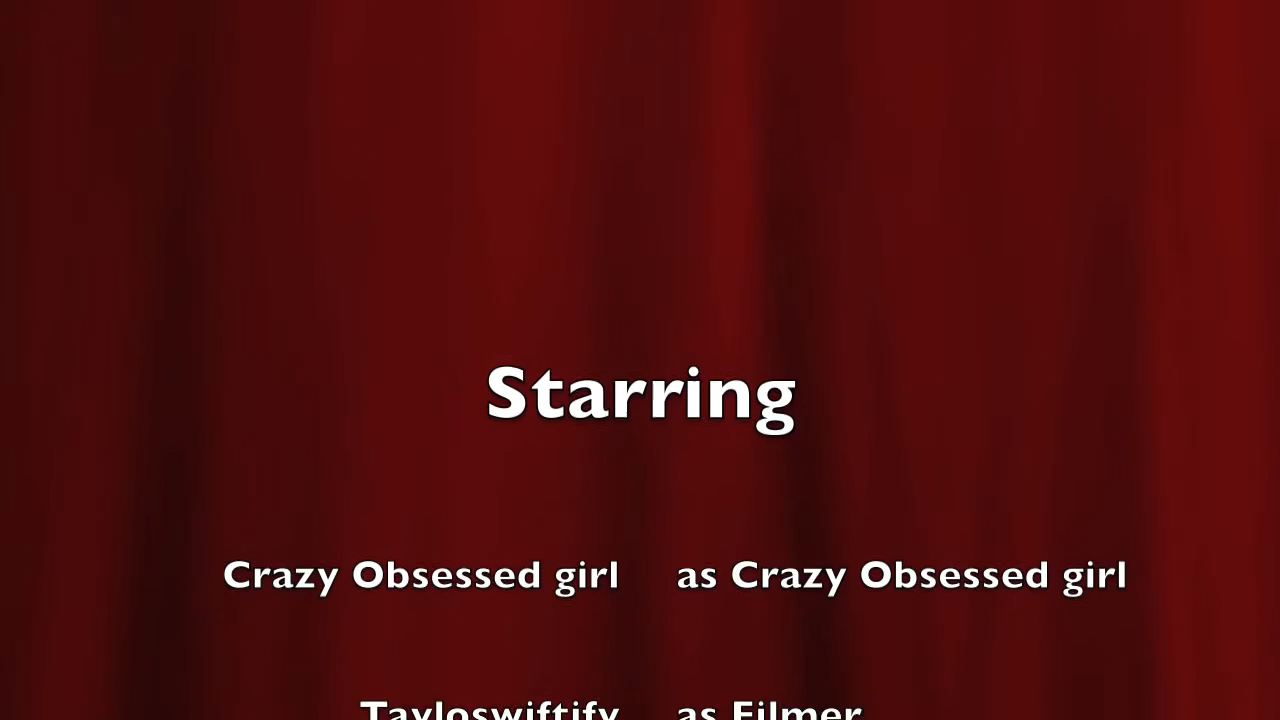 Starring
Crazy Obsessed girl as Crazy Obsessed girl
Tayloswiftify as Filmer